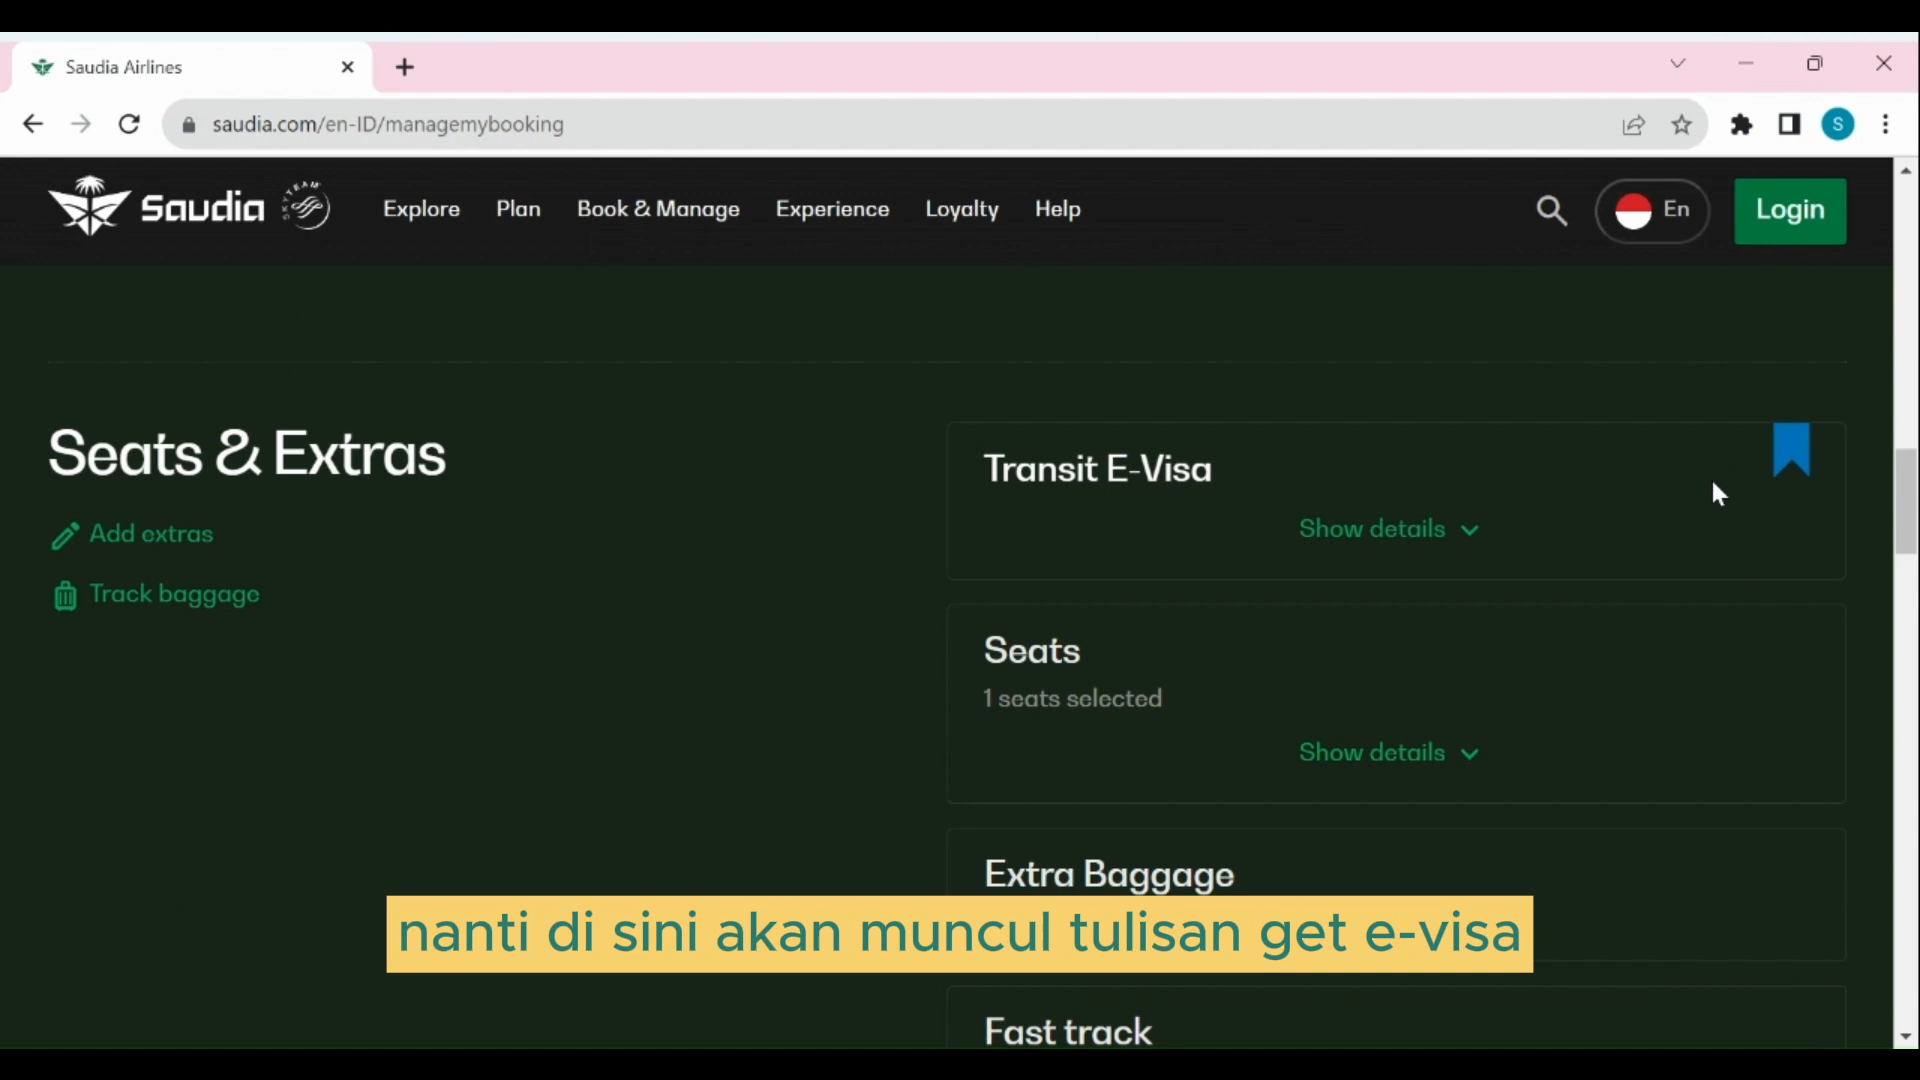 Saudia Airlines
saudia.com/en-ID/managemybooking
S
Saudia
SKYTEAM
Explore
Plan
Book & Manage
Experience
Loyalty
Help
En
Login
Seats & Extras
Add extras
Track baggage
Transit E-Visa
Show details
Seats
1 seats selected
Show details
Extra Baggage
nanti di sini akan muncul tulisan get e-visa
Fast track